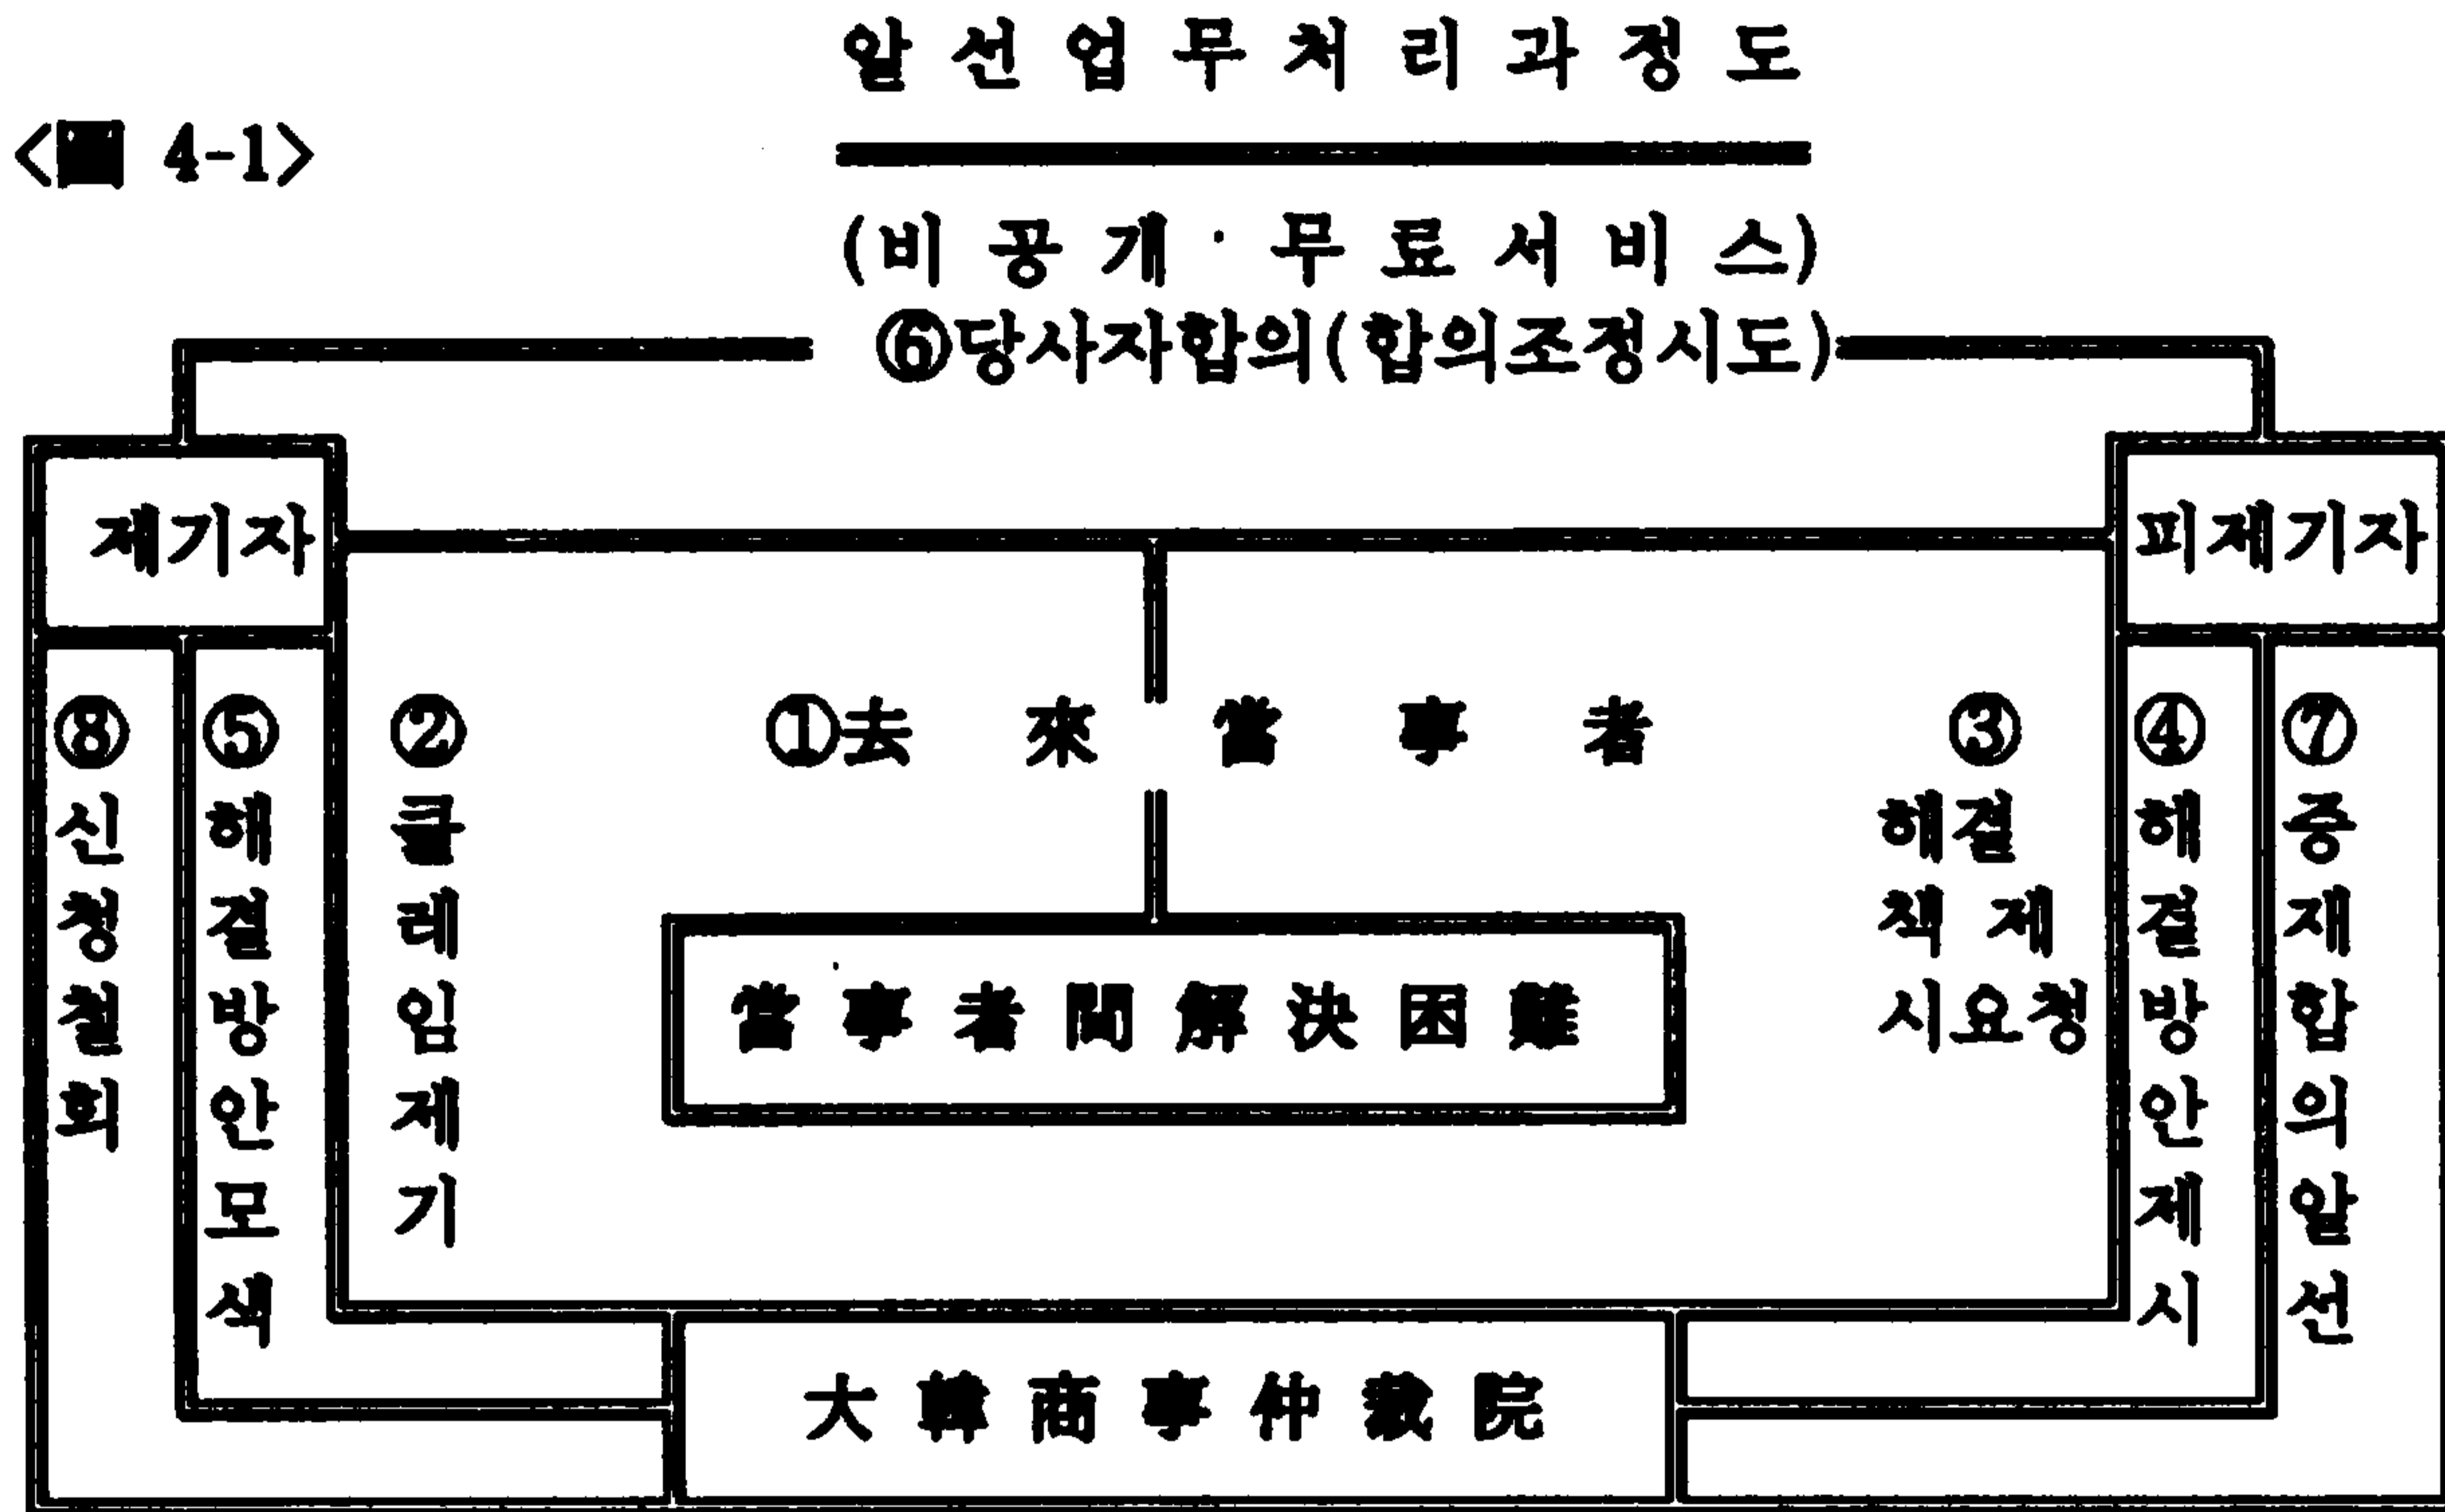 알선업무처리과정도
<圖 4-1>
(비공개·무료서비스)
⑥당사자합의(합의조정시도)
제기자
피제기자
①去來當事者
當事者間解決困難
⑧신청철회
⑤해결방안모색
②클레임제기
③해결책제시요청
④해결방안제시
⑦중재합의알선
大韓商事仲裁院